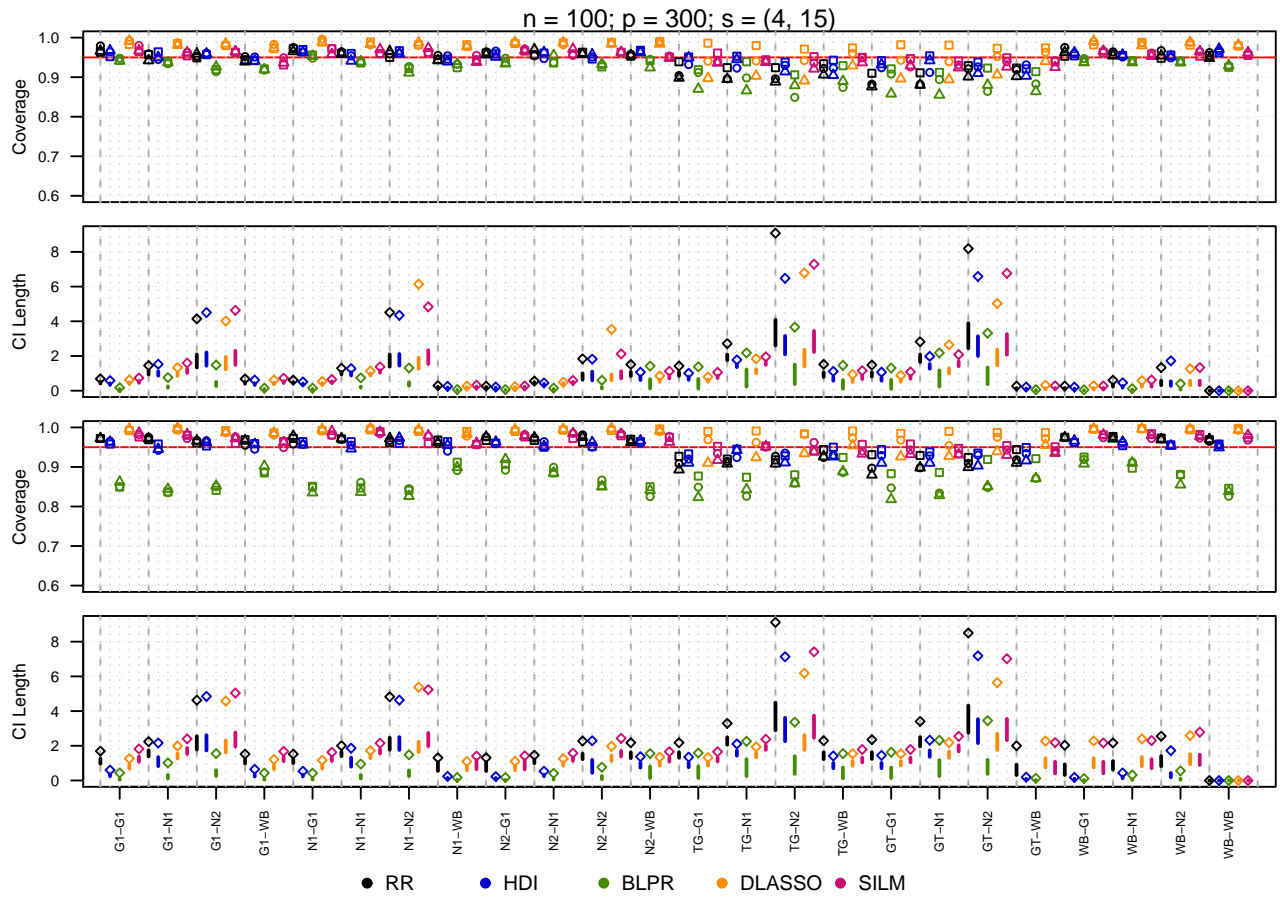 n = 100; p = 300; s = (4, 15)
1.0
0.9
0.8
0.7
0.6
Coverage
8
6
4
2
0
CI Length
1.0
0.9
0.8
0.7
0.6
Coverage
8
6
4
2
0
CI Length
G1−G1
G1−N1
G1−N2
G1−WB
N1−G1
N1−N1
N1−N2
N1−WB
N2−G1
N2−N1
N2−N2
N2−WB
TG−G1
TG−N1
TG−N2
TG−WB
GT−G1
GT−N1
GT−N2
GT−WB
WB−G1
WB−N1
WB−N2
WB−WB
RR HDI BLPR DLASSO SILM